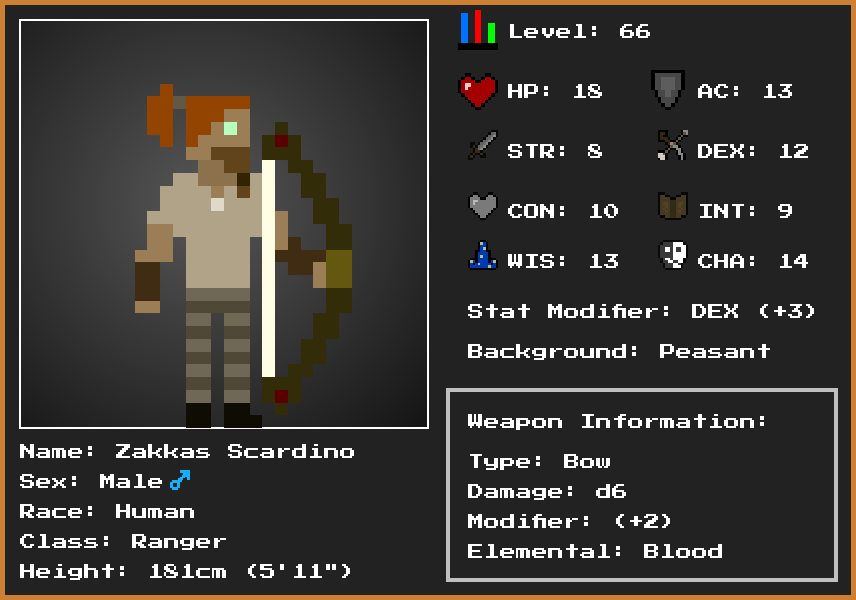 Level: 66
HP: 18
AC: 13
STR: 8
DEX: 12
CON: 10
INT: 9
WIS: 13
CHA: 14
Stat Modifier: DEX (+3)
Background: Peasant
Weapon Information:
Type: Bow
Damage: d6
Modifier: (+2)
Elemental: Blood
Name: Zakkas Scardino
Sex: Male ♂
Race: Human
Class: Ranger
Height: 181cm (5'11")